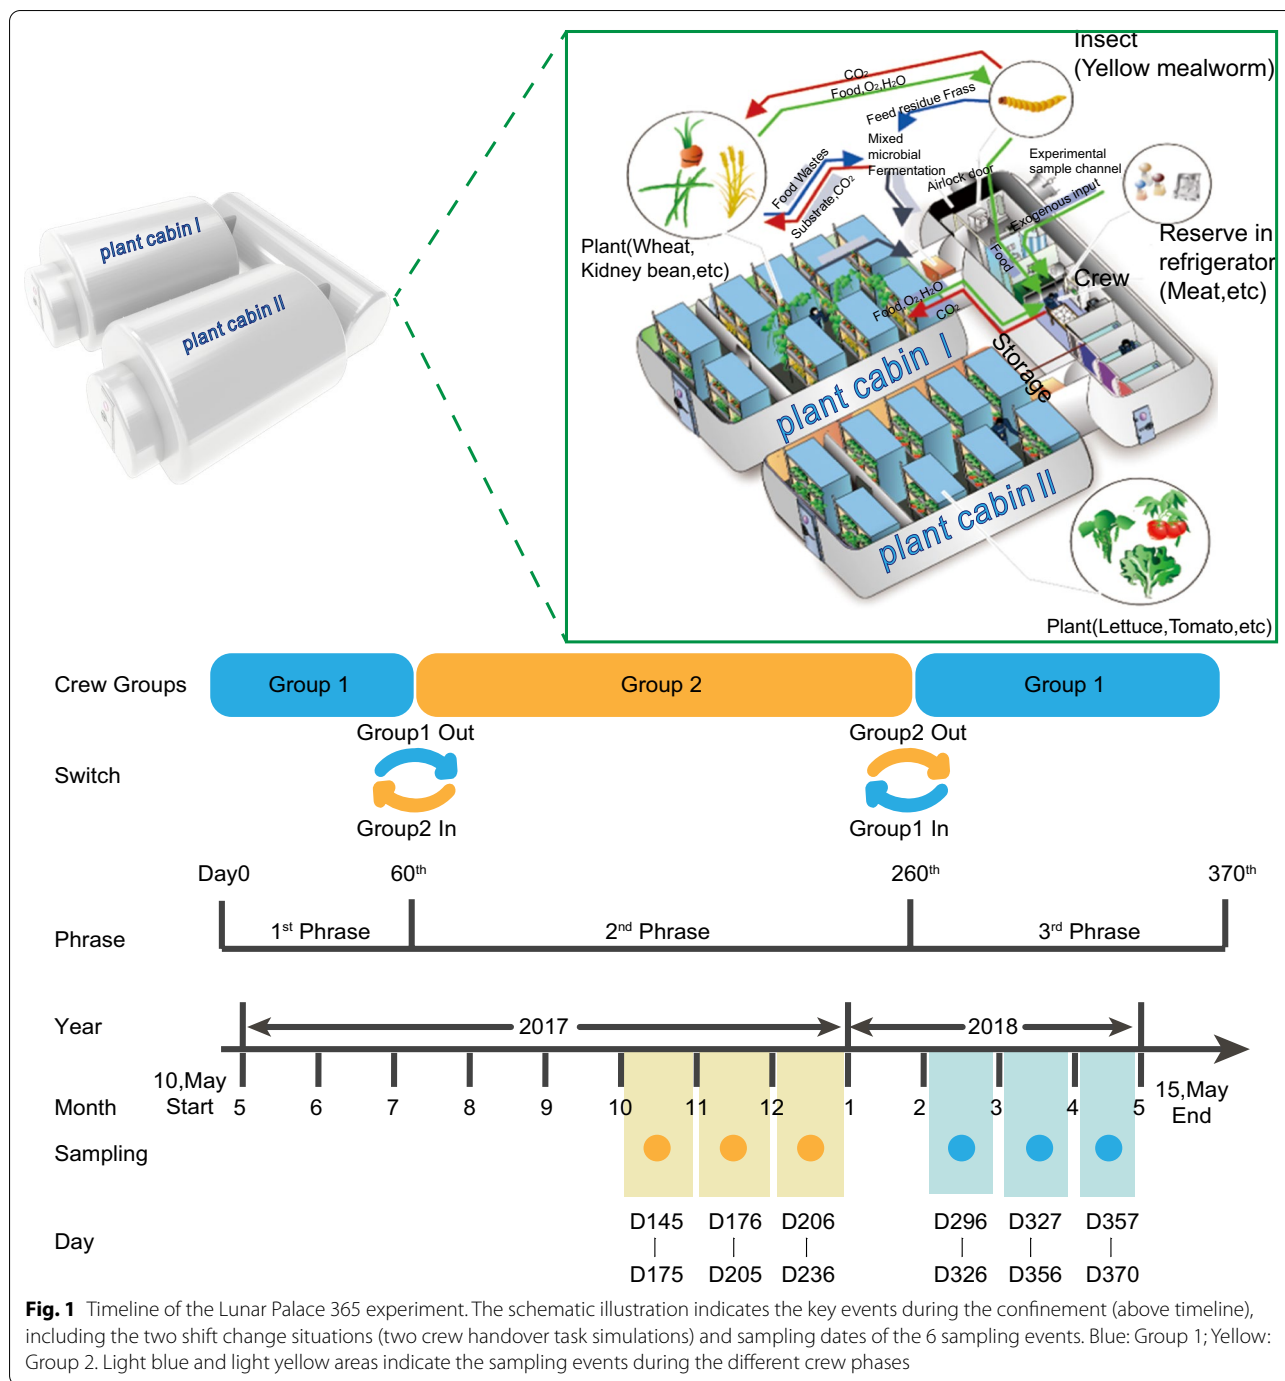 plant cabin I
plant cabin II
Insect
(Yellow mealworm)
CO₂
Food,O₂,H₂O
Feed residue Frass
Mixed
microbial
Fermentation
Food Wastes
Substrate,CO₂
Airlock door
Experimental
sample channel
Exogenous input
Food
Crew
Reserve in
refrigerator
(Meat,etc)
Plant(Wheat,
Kidney bean,etc)
Food,O₂,H₂O
CO₂
Storage
plant cabin I
plant cabin II
Plant(Lettuce,Tomato,etc)
Crew Groups Group 1 Group 2 Group 1
Group1 Out Group2 Out
Switch
Group2 In Group1 In
Day0 60th 260th 370th
Phrase 1st Phrase 2nd Phrase 3rd Phrase
Year 2017 2018
10,May
Start
Month 5 6 7 8 9 10 11 12 1 2 3 4 5
15,May
End
Sampling
Day
D145 D176 D206 D296 D327 D357
D175 D205 D236 D326 D356 D370
Fig. 1 Timeline of the Lunar Palace 365 experiment. The schematic illustration indicates the key events during the confinement (above timeline),
including the two shift change situations (two crew handover task simulations) and sampling dates of the 6 sampling events. Blue: Group 1; Yellow:
Group 2. Light blue and light yellow areas indicate the sampling events during the different crew phases